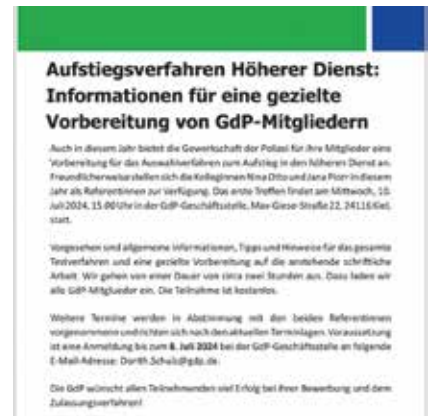 Aufstiegsverfahren Höherer Dienst:
Informationen für eine gezielte
Vorbereitung von GdP-Mitgliedern
Auch in diesem Jahr bietet die Gewerkschaft der Polizei für ihre Mitglieder eine
Vorbereitung für das Auswahlverfahren zum Aufstieg in den höheren Dienst an.
Freundlicherweise stellen sich die Kolleginnen Nina Otto und Jana Piorr in diesem
Jahr als Referentinnen zur Verfügung. Das erste Treffen findet am Mittwoch, 10.
Juli 2024, 15.00 Uhr in der GdP-Geschäftsstelle, Max-Giese-Straße 22, 24116 Kiel,
statt.
Vorgesehen sind allgemeine Informationen, Tipps und Hinweise für das gesamte
Testverfahren und eine gezielte Vorbereitung auf die anstehende schriftliche
Arbeit. Wir gehen von einer Dauer von circa zwei Stunden aus. Dazu laden wir
alle GdP-Mitglieder ein. Die Teilnahme ist kostenlos.
Weitere Termine werden in Abstimmung mit den beiden Referentinnen
vorgenommen und richten sich nach den aktuellen Terminlagen. Voraussetzung
ist eine Anmeldung bis zum 8. Juli 2024 bei der GdP-Geschäftsstelle an folgende
E-Mail-Adresse: Dorith.Schulz@gdp.de.
Die GdP wünscht allen Teilnehmenden viel Erfolg bei ihrer Bewerbung und dem
Zulassungsverfahren!